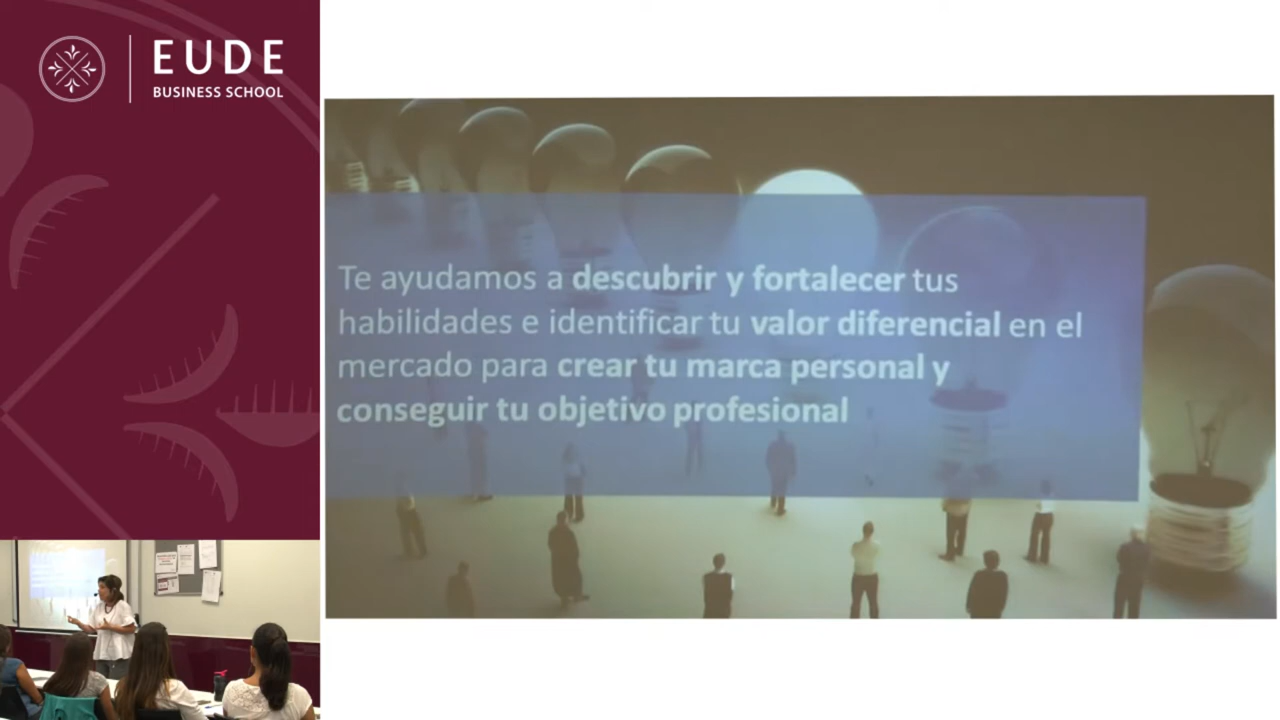 EUDE
BUSINESS SCHOOL
Te ayudamos a descubrir y fortalecer tus
habilidades e identificar tu valor diferencial en el
mercado para crear tu marca personal y
conseguir tu objetivo profesional